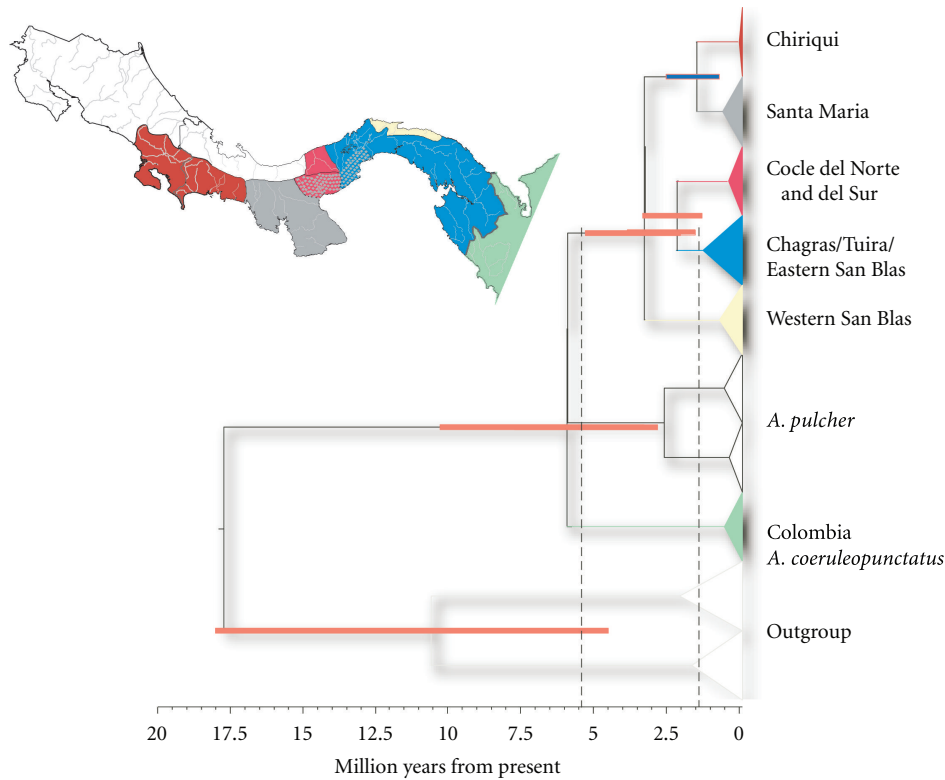 Chiriqui
Santa Maria
Cocle del Norte
and del Sur
Chagras/Tuira/
Eastern San Blas
Western San Blas
A. pulcher
Colombia
A. coeruleopunctatus
Outgroup
20 17.5 15 12.5 10 7.5 5 2.5 0
Million years from present